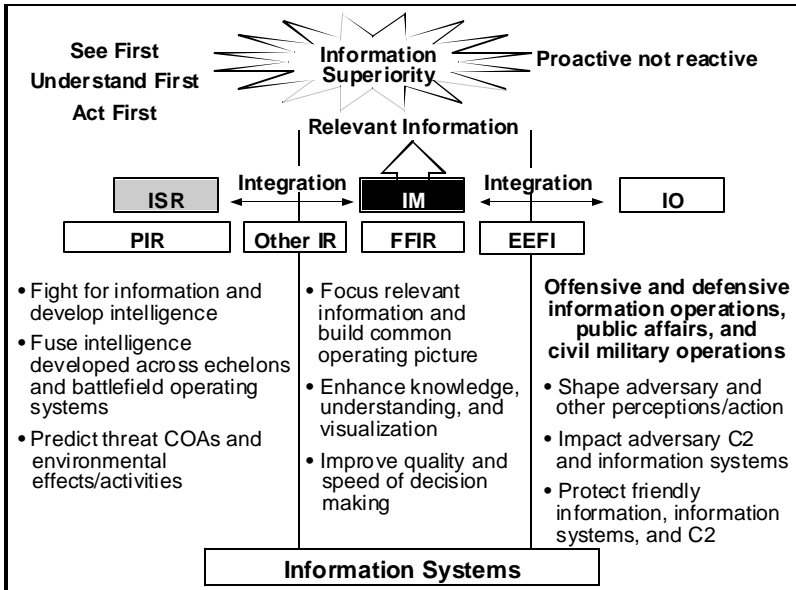 See First
Understand First
Act First
Information
Superiority
Proactive not reactive
Relevant Information
Integration
Integration
ISR
IM
IO
PIR
Other IR
FFIR
EEFI
• Fight for information and
develop intelligence
• Fuse intelligence
developed across echelons
and battlefield operating
systems
• Predict threat COAs and
environmental
effects/activities
• Focus relevant
information and
build common
operating picture
• Enhance knowledge,
understanding, and
visualization
• Improve quality and
speed of decision
making
Offensive and defensive
information operations,
public affairs, and
civil military operations
• Shape adversary and
other perceptions/action
• Impact adversary C2
and information systems
• Protect friendly
information, information
systems, and C2
Information Systems